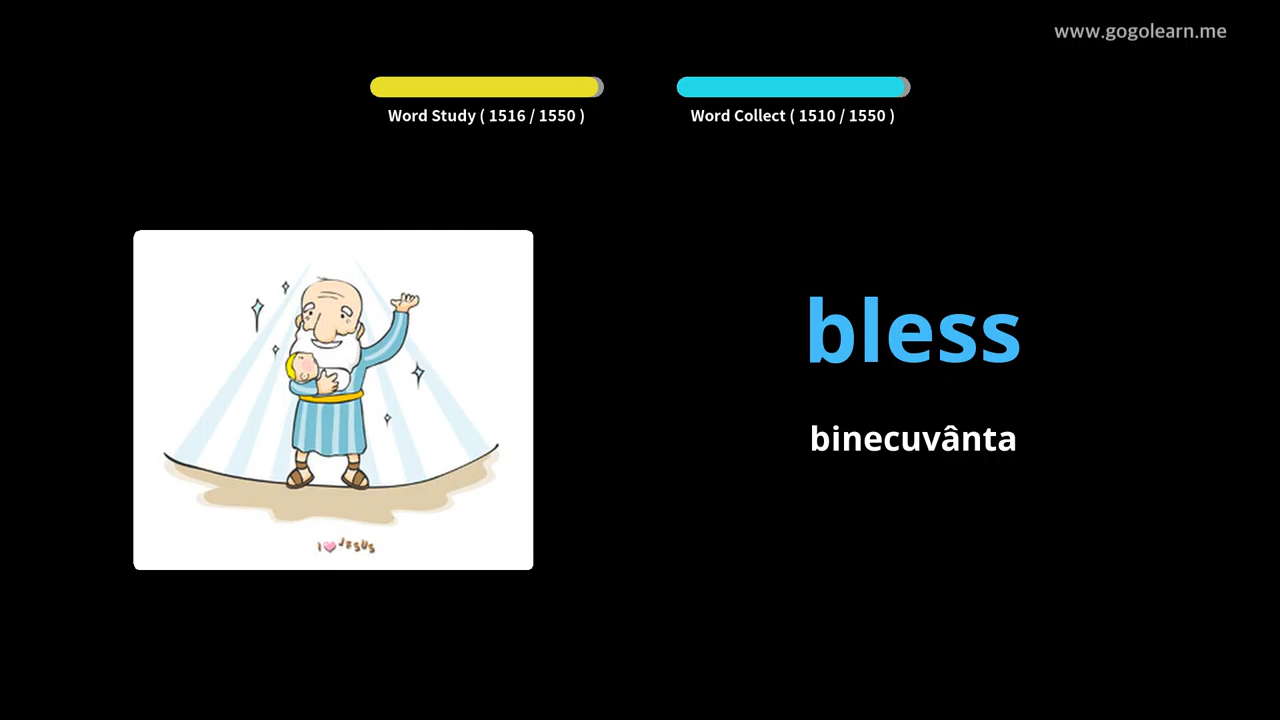 www.gogolearn.me
Word Study ( 1516 / 1550 )
Word Collect ( 1510 / 1550 )
bless
binecuvânta
I JESUS